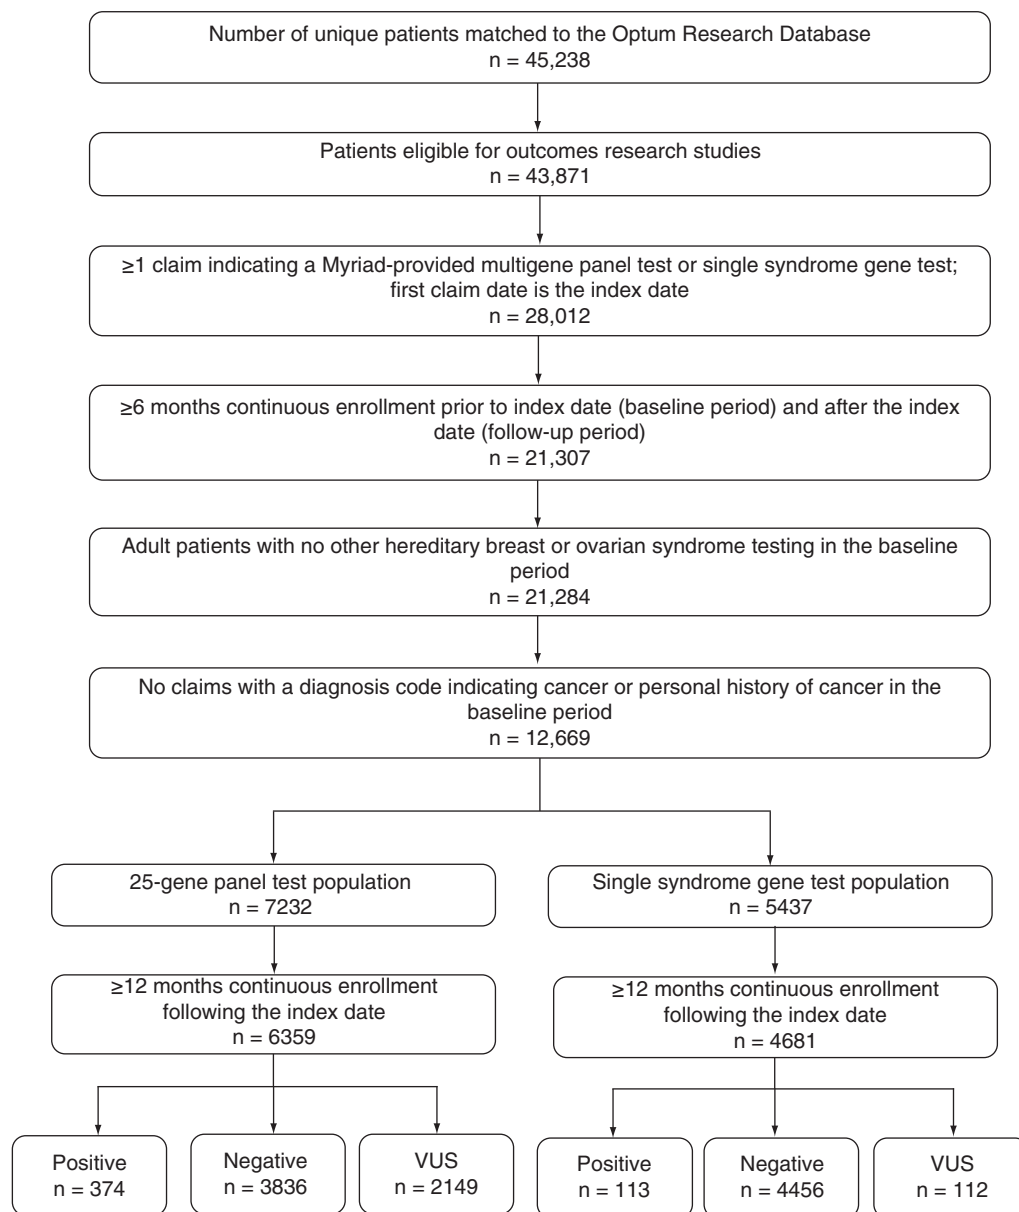 Number of unique patients matched to the Optum Research Database
n = 45,238
Patients eligible for outcomes research studies
n = 43,871
≥1 claim indicating a Myriad-provided multigene panel test or single syndrome gene test;
first claim date is the index date
n = 28,012
≥6 months continuous enrollment prior to index date (baseline period) and after the index
date (follow-up period)
n = 21,307
Adult patients with no other hereditary breast or ovarian syndrome testing in the baseline
period
n = 21,284
No claims with a diagnosis code indicating cancer or personal history of cancer in the
baseline period
n = 12,669
25-gene panel test population
n = 7232
Single syndrome gene test population
n = 5437
≥12 months continuous enrollment
following the index date
n = 6359
≥12 months continuous enrollment
following the index date
n = 4681
Positive
n = 374
Negative
n = 3836
VUS
n = 2149
Positive
n = 113
Negative
n = 4456
VUS
n = 112